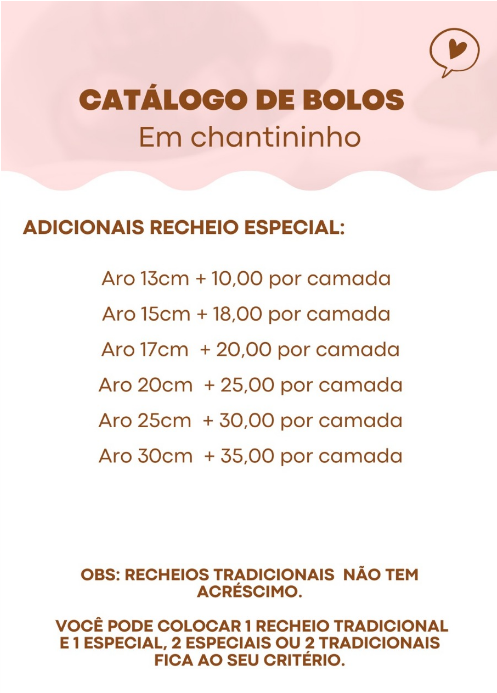 CATÁLOGO DE BOLOS
Em chantininho
ADICIONAIS RECHEIO ESPECIAL:
Aro 13cm + 10,00 por camada
Aro 15cm + 18,00 por camada
Aro 17cm + 20,00 por camada
Aro 20cm + 25,00 por camada
Aro 25cm + 30,00 por camada
Aro 30cm + 35,00 por camada
OBS: RECHEIOS TRADICIONAIS NÃO TEM
ACRÉSCIMO.
VOCÊ PODE COLOCAR 1 RECHEIO TRADICIONAL
E 1 ESPECIAL, 2 ESPECIAIS OU 2 TRADICIONAIS
FICA AO SEU CRITÉRIO.